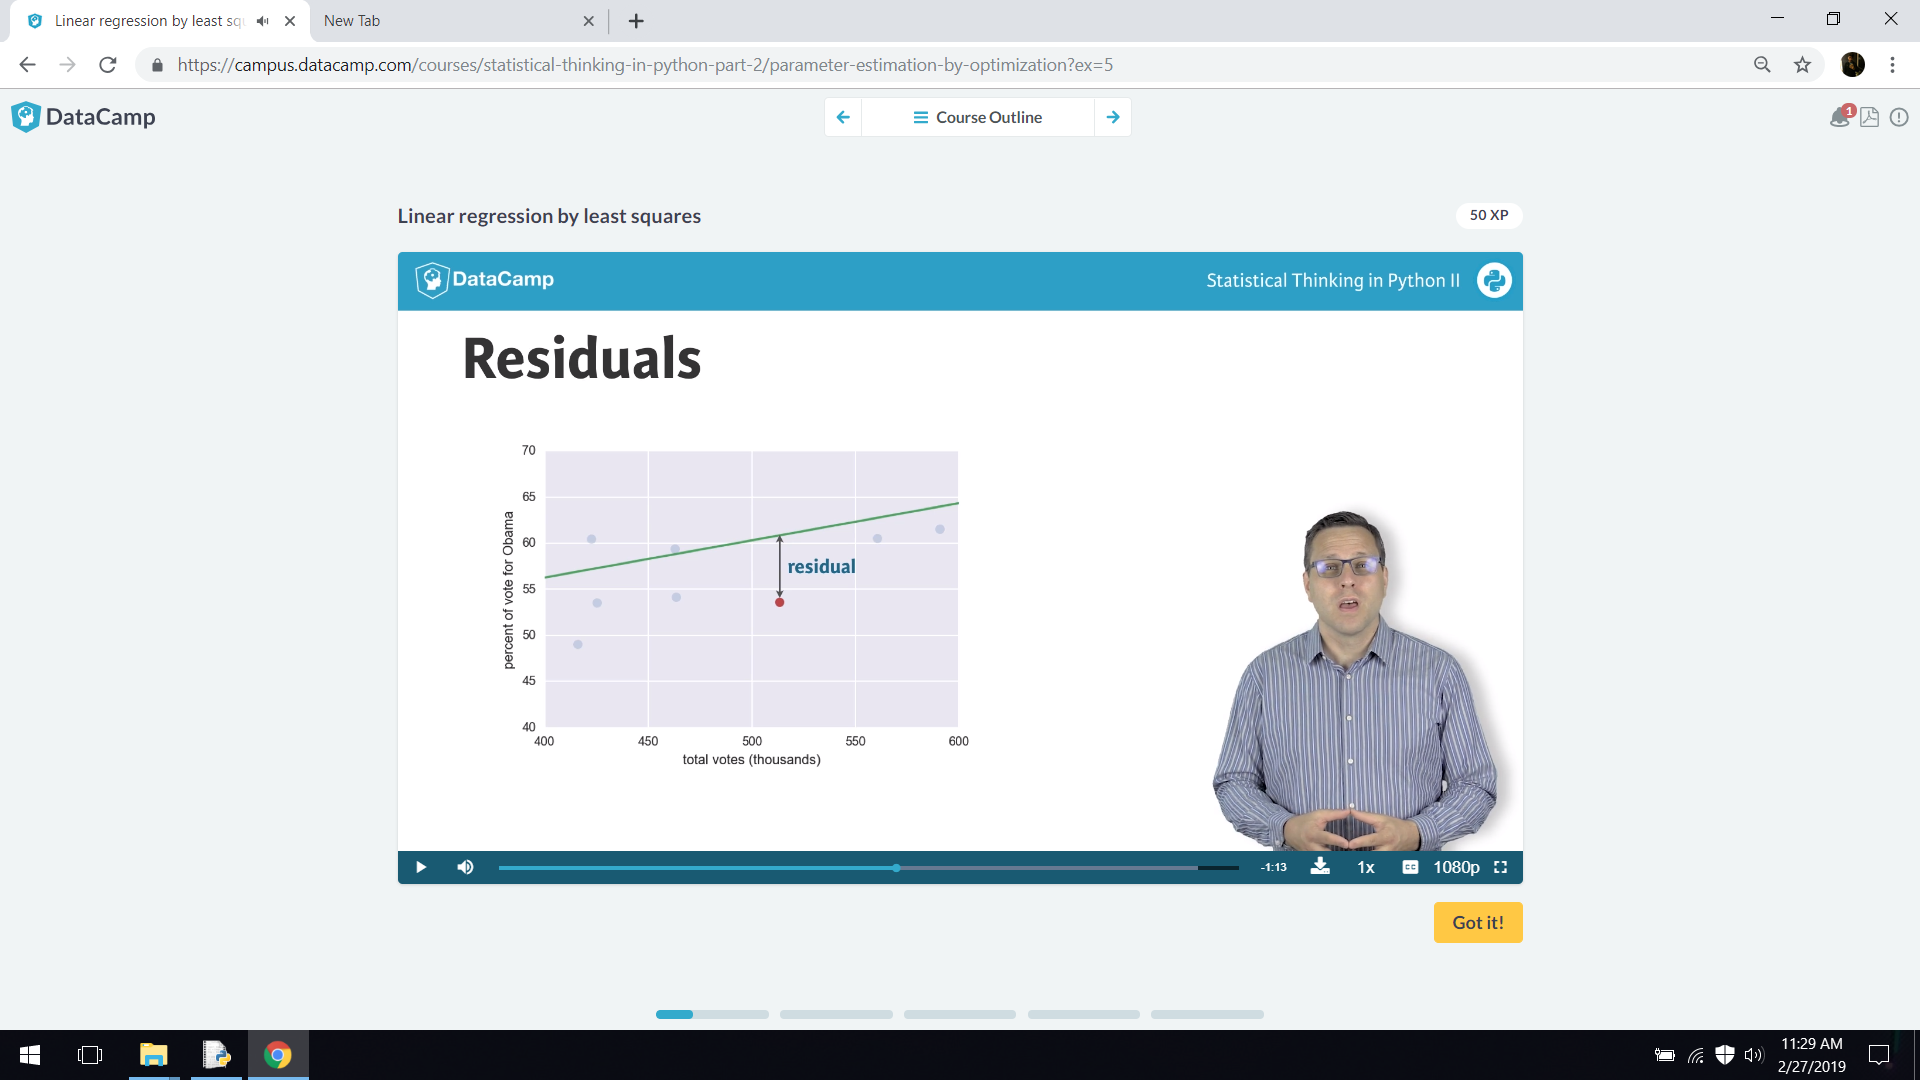 Linear regression by least squ
New Tab
https://campus.datacamp.com/courses/statistical-thinking-in-python-part-2/parameter-estimation-by-optimization?ex=5
DataCamp
Course Outline
1
Linear regression by least squares
50 XP
DataCamp
Statistical Thinking in Python II
Residuals
70
65
60
55
50
45
40
percent of vote for Obama
residual
400
450
500
550
600
total votes (thousands)
-1:13
1x
CC
1080p
Got it!
11:29 AM
2/27/2019